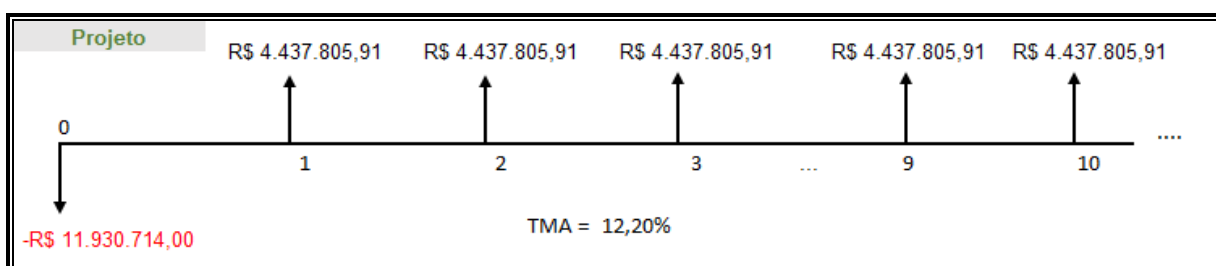 Projeto
R$ 4.437.805,91 R$ 4.437.805,91 R$ 4.437.805,91 R$ 4.437.805,91 R$ 4.437.805,91
0
....
1 2 3 ... 9 10
TMA = 12,20%
-R$ 11.930.714,00